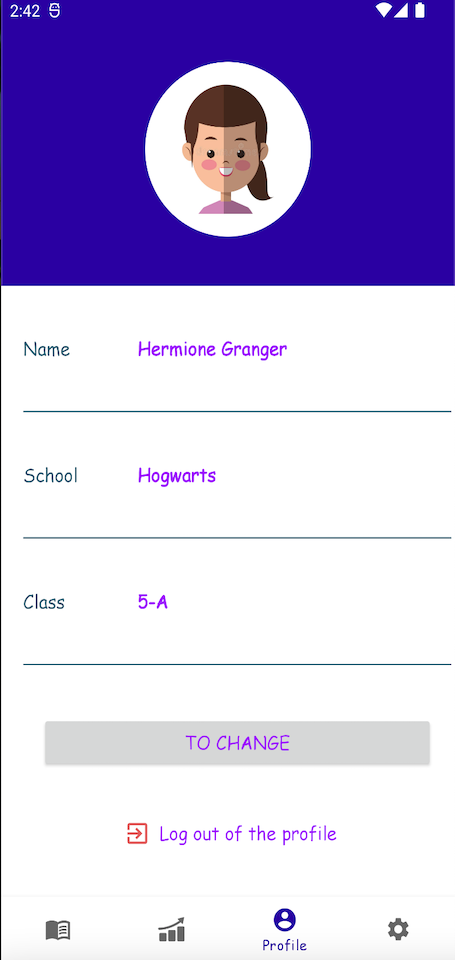 2:42
Name Hermione Granger
School Hogwarts
Class 5-A
TO CHANGE
Log out of the profile
Profile